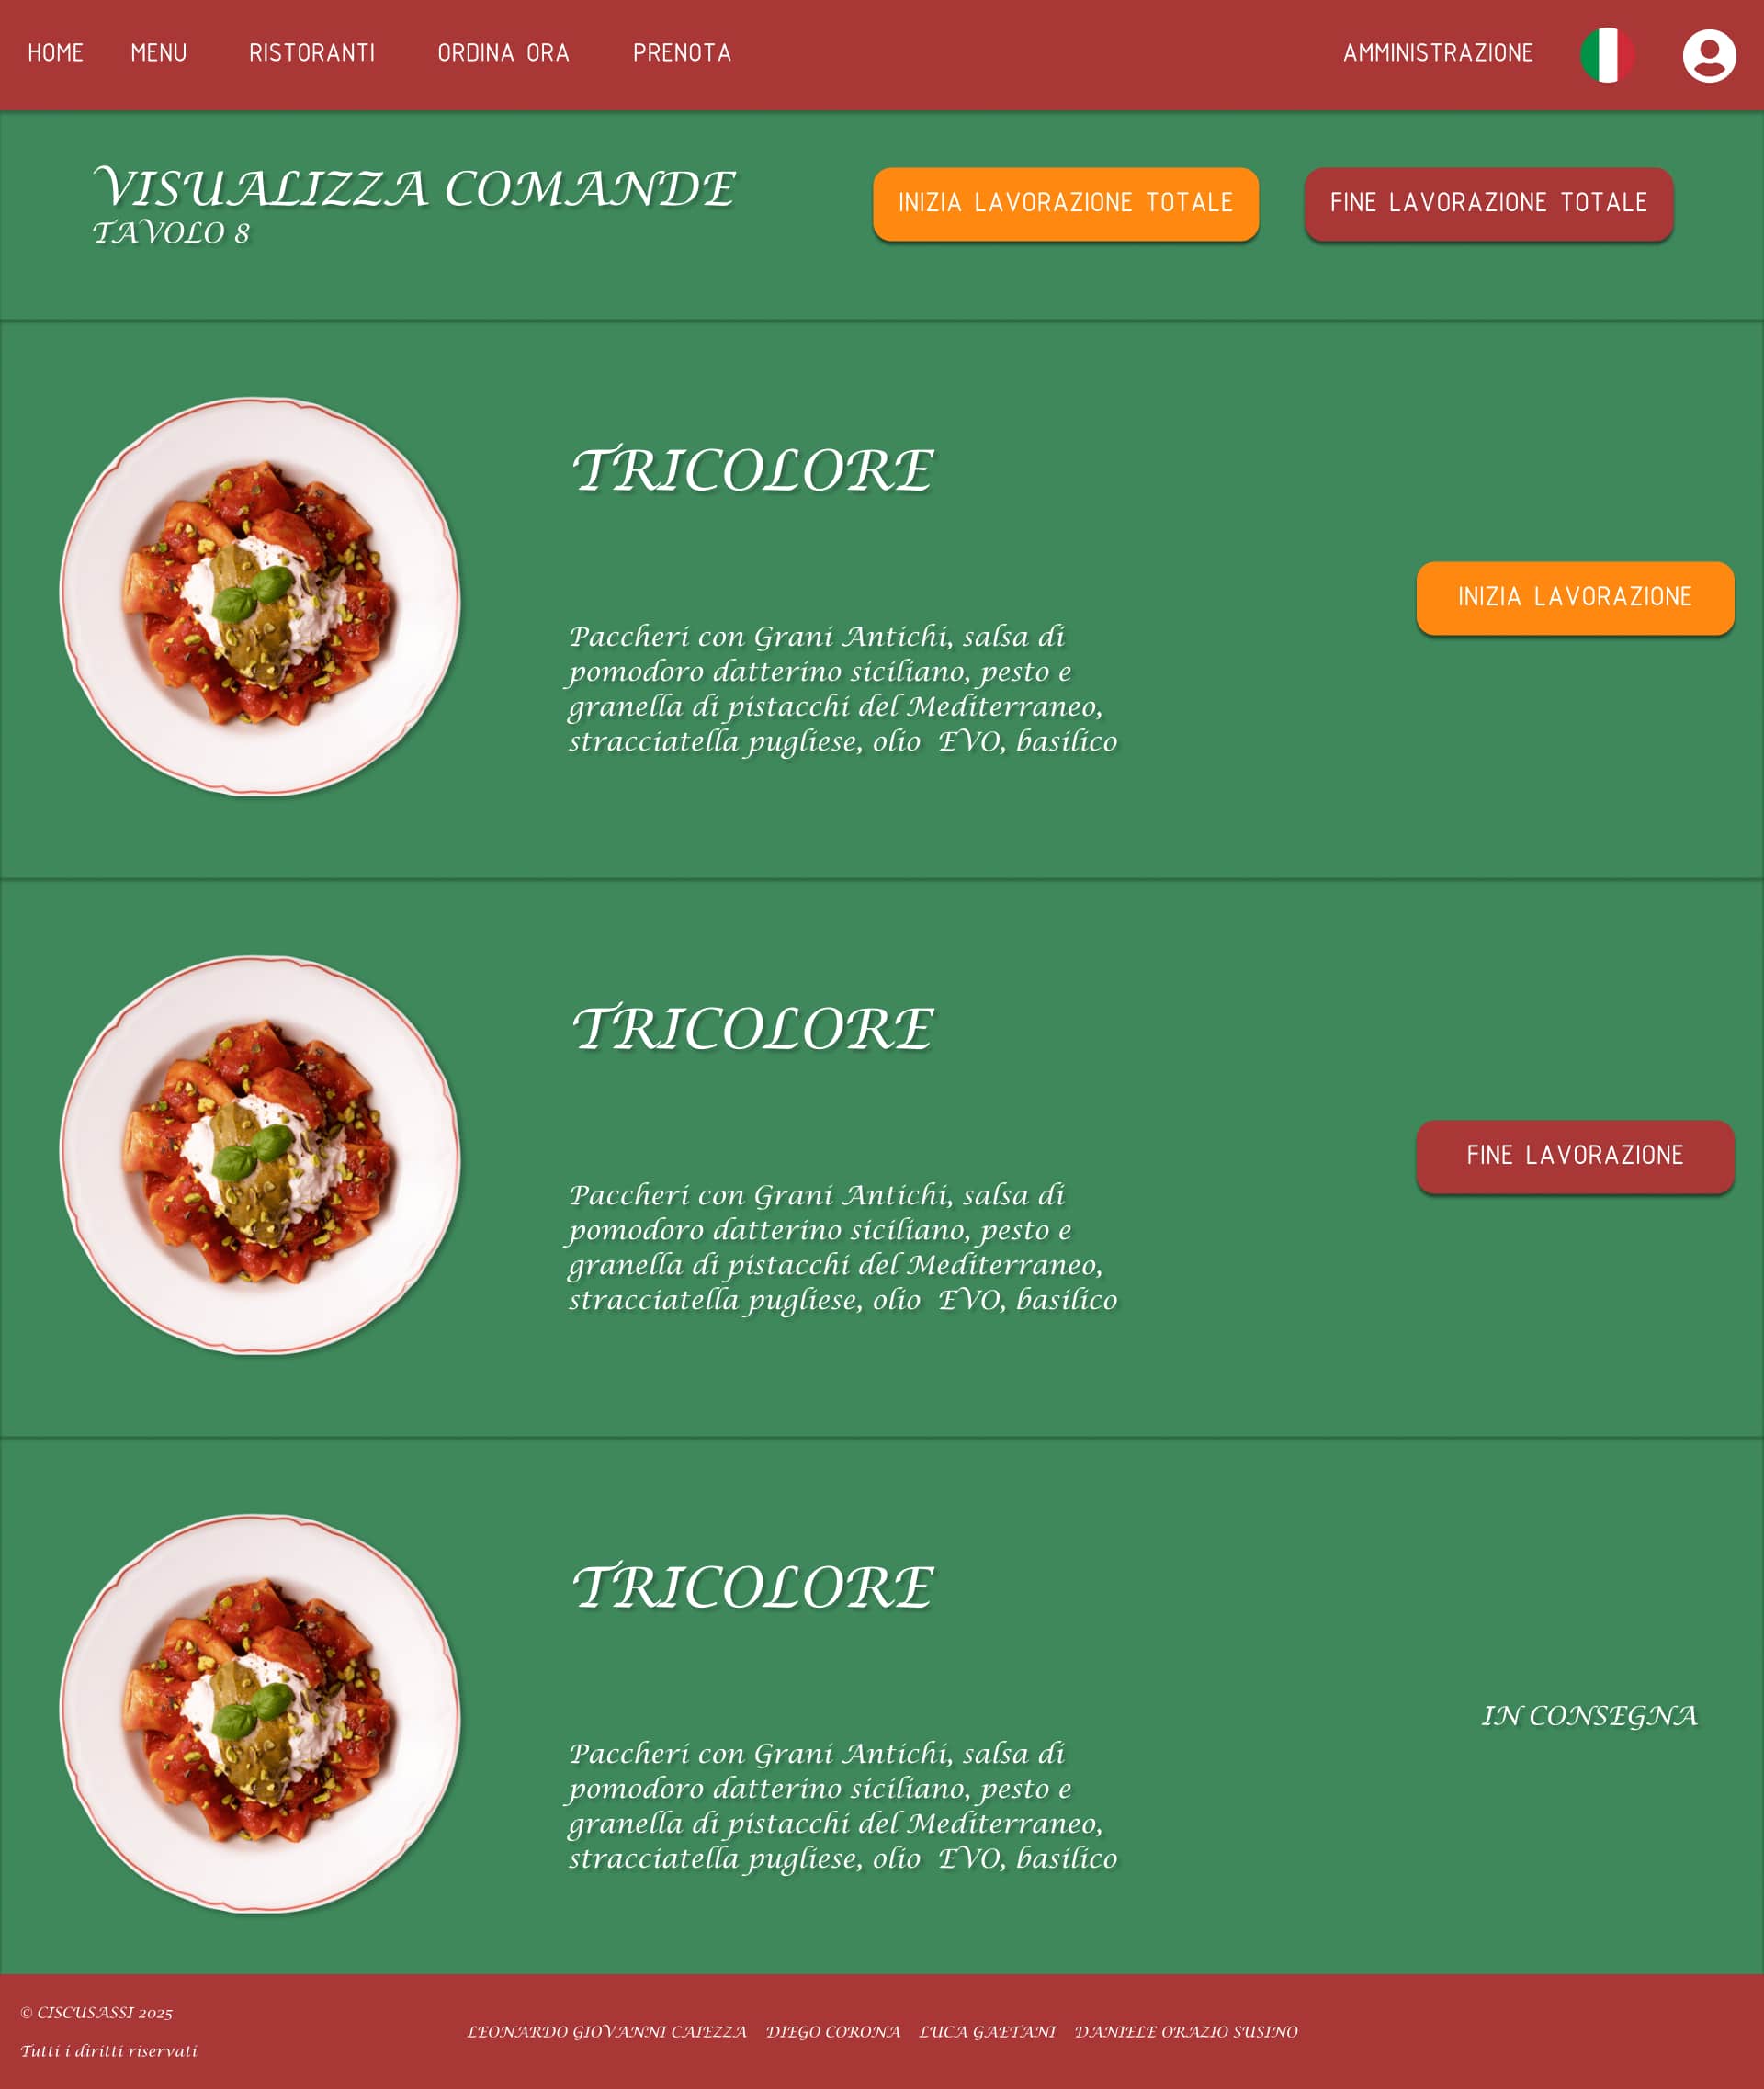 HOME MENU RISTORANTI ORDINA ORA PRENOTA AMMINISTRAZIONE
VISUALIZZA COMANDE
TAVOLO 8
INIZIA LAVORAZIONE TOTALE
FINE LAVORAZIONE TOTALE
TRICOLORE
Paccheri con Grani Antichi, salsa di
pomodoro datterino siciliano, pesto e
granella di pistacchi del Mediterraneo,
stracciatella pugliese, olio EVO, basilico
INIZIA LAVORAZIONE
TRICOLORE
Paccheri con Grani Antichi, salsa di
pomodoro datterino siciliano, pesto e
granella di pistacchi del Mediterraneo,
stracciatella pugliese, olio EVO, basilico
FINE LAVORAZIONE
TRICOLORE
Paccheri con Grani Antichi, salsa di
pomodoro datterino siciliano, pesto e
granella di pistacchi del Mediterraneo,
stracciatella pugliese, olio EVO, basilico
IN CONSEGNA
© CISCUSASSI 2025
Tutti i diritti riservati
LEONARDO GIOVANNI CAIEZZA DIEGO CORONA LUCA GAETANI DANIELE ORAZIO SUSINO